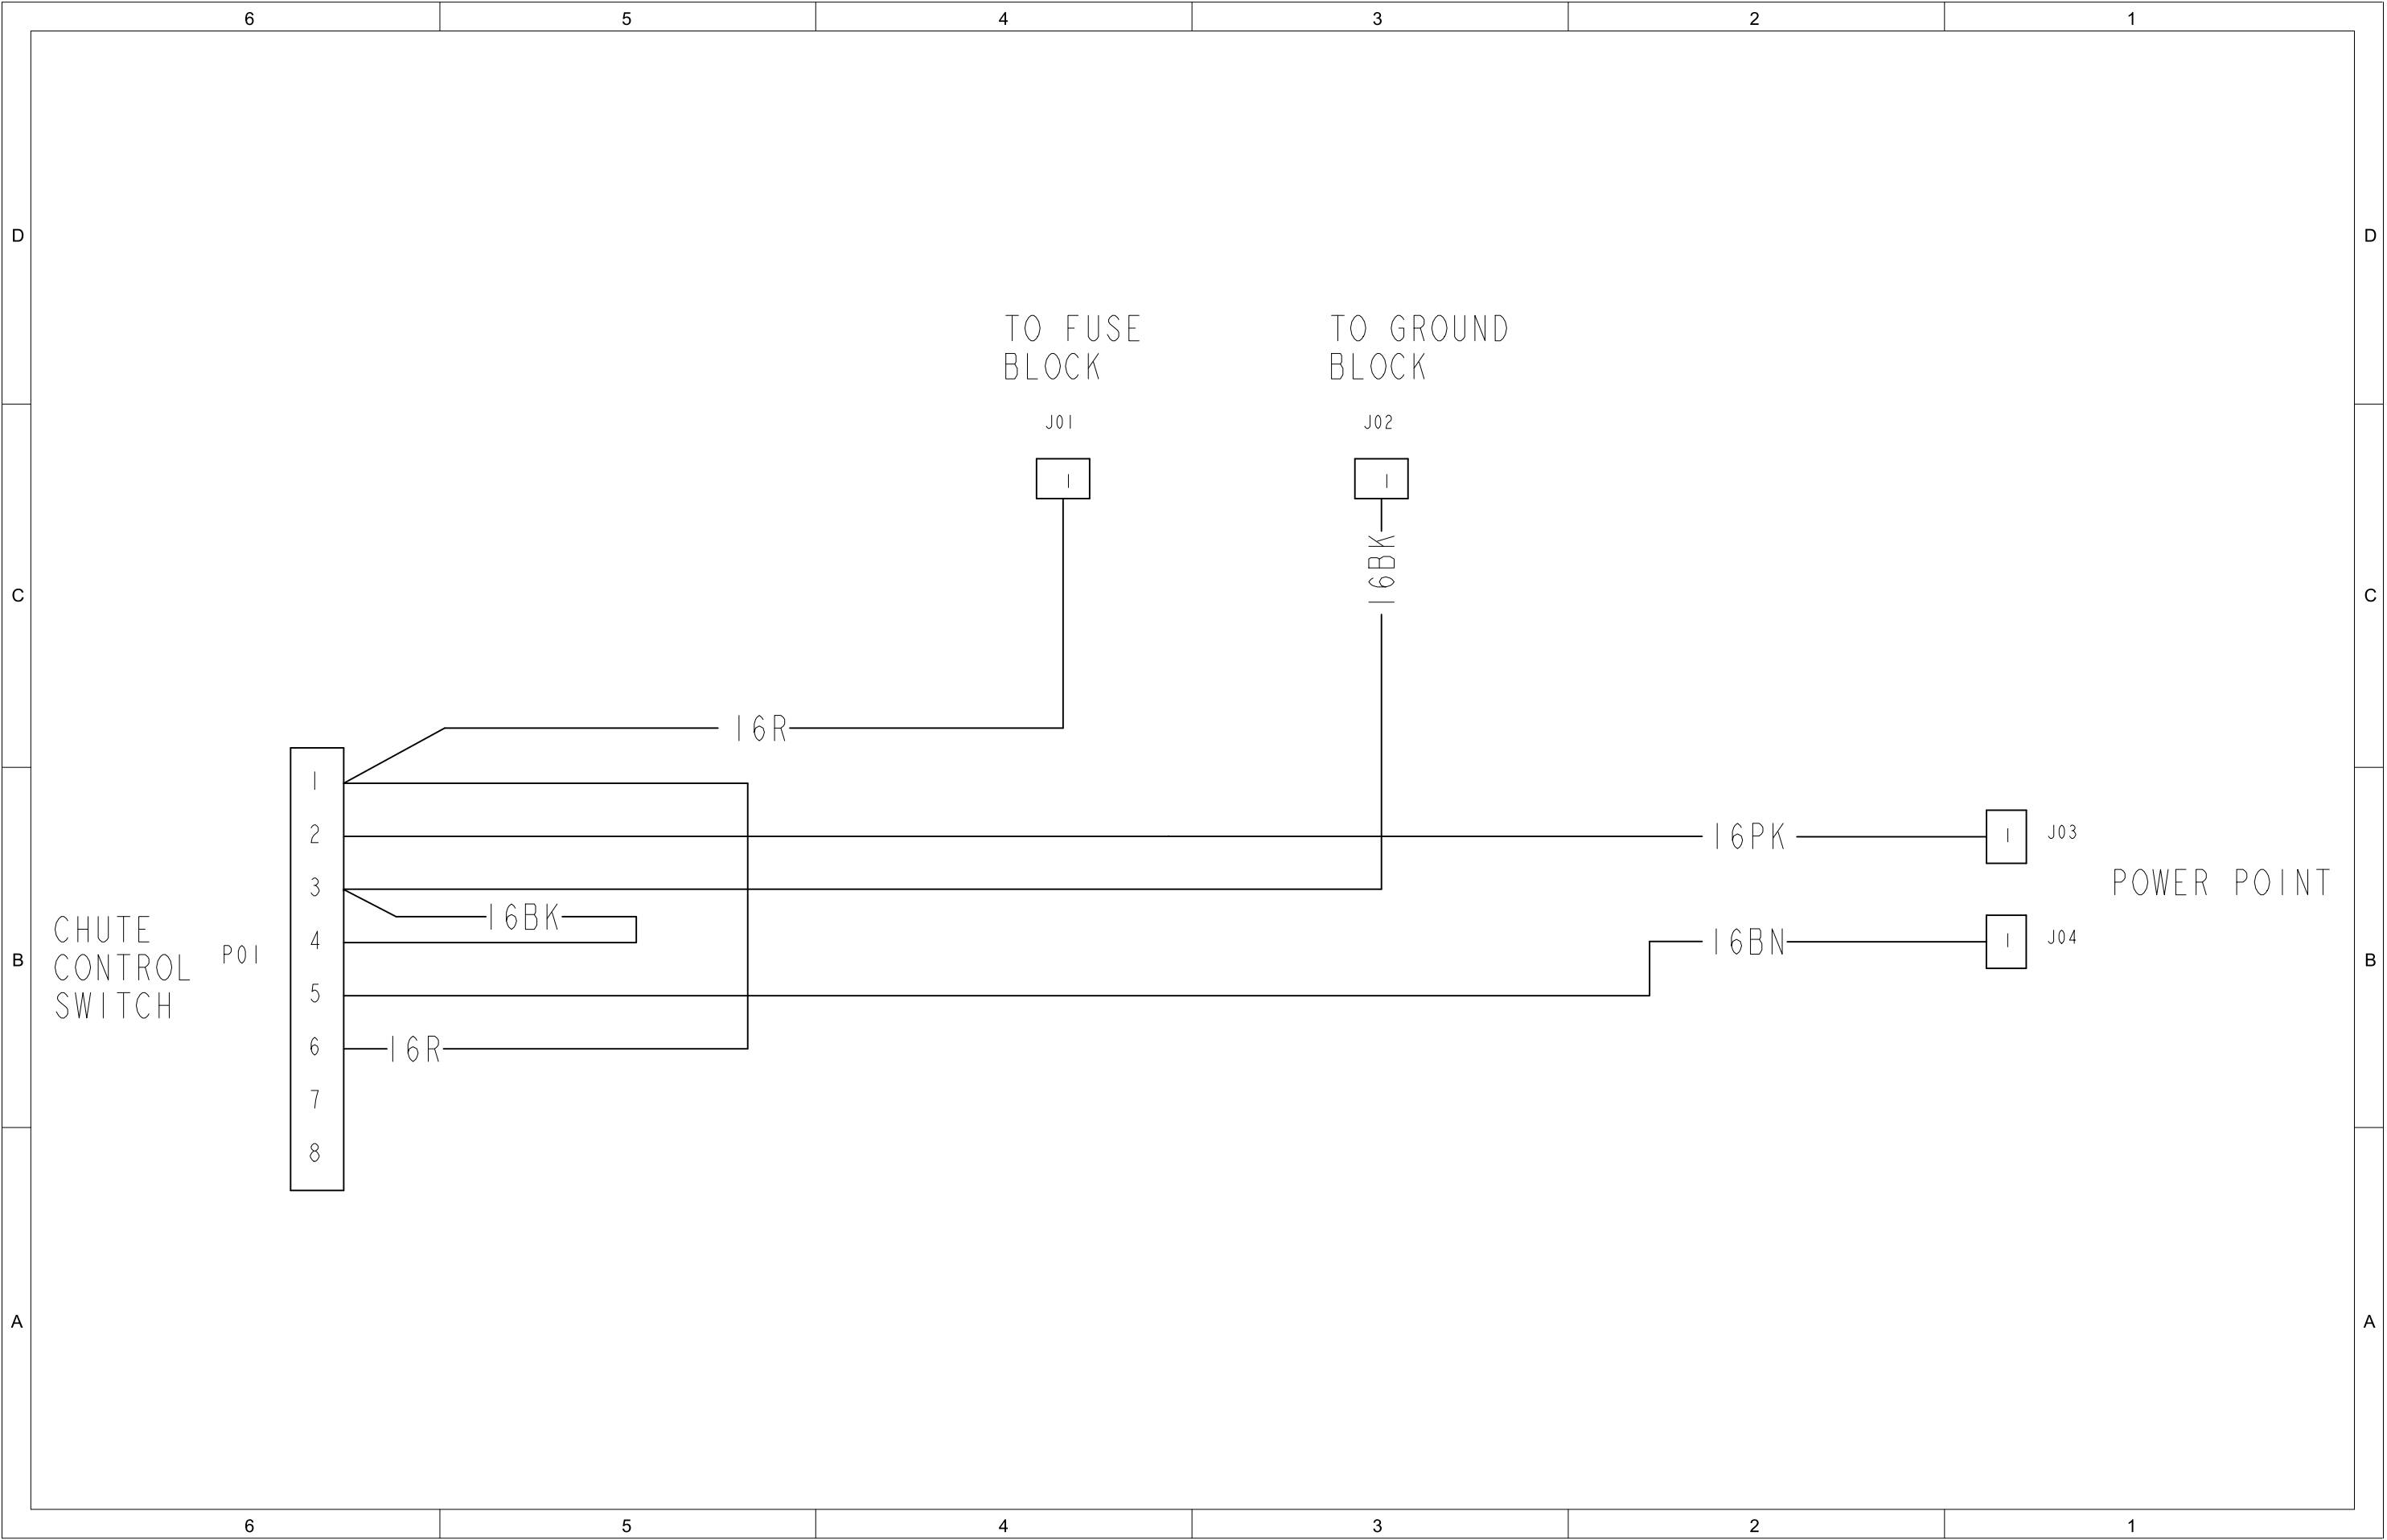 6 5 4 3 2 1
D D
TO FUSE
BLOCK
TO GROUND
BLOCK
J01
J02
1
1
16BK
C C
16R
1
2
3
4
5
6
7
8
16PK
1
J03
POWER POINT
16BK
CHUTE
CONTROL
SWITCH
P01
16BN
1
J04
B B
16R
A A
6 5 4 3 2 1